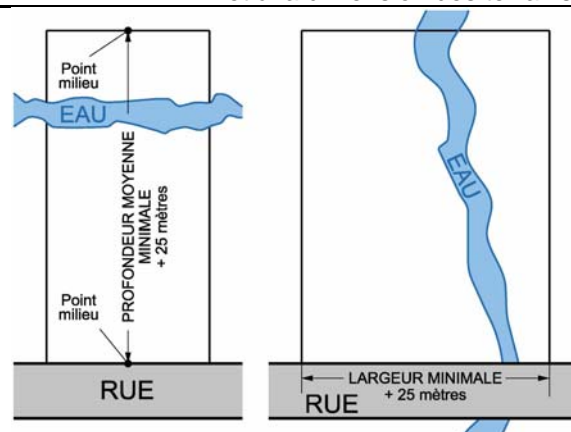 Point
milieu
EAU
PROFONDEUR MOYENNE
MINIMALE
+ 25 mètres
Point
milieu
RUE
EAU
LARGEUR MINIMALE
+ 25 mètres
RUE